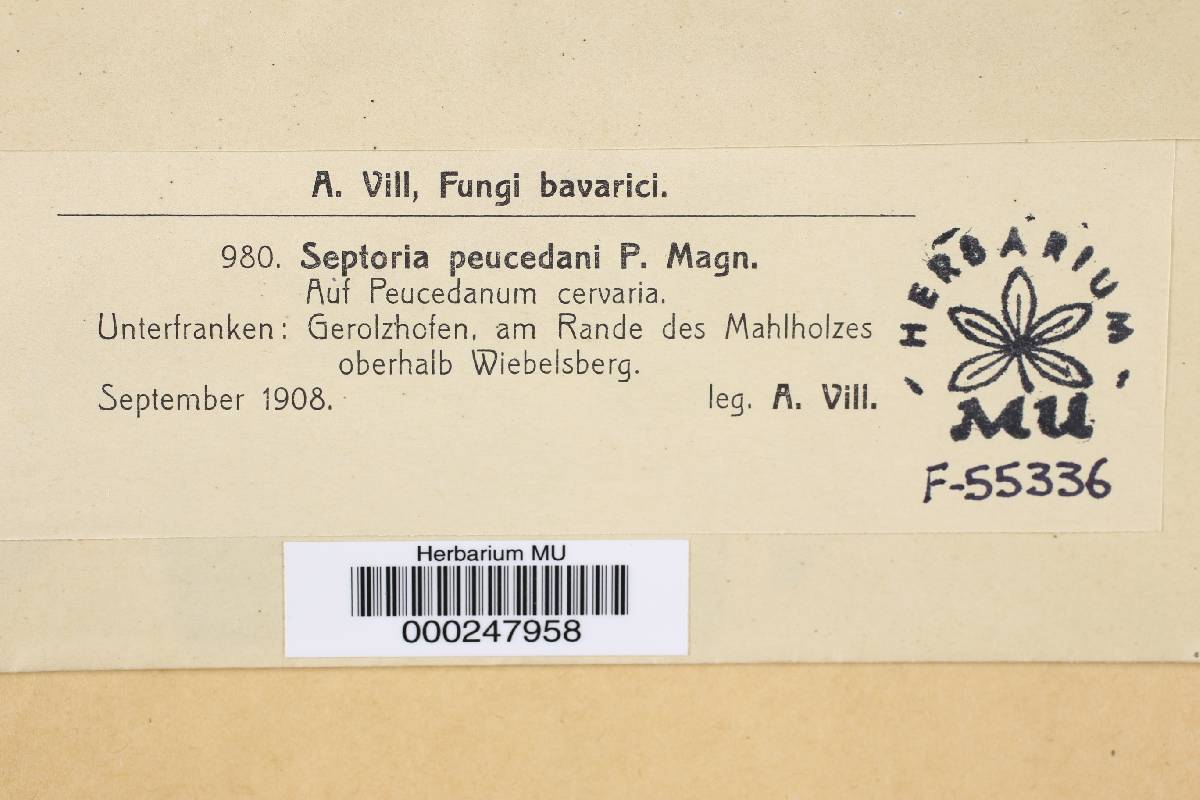 A. Vill, Fungi bavarici.
980. Septoria peucedani P. Magn.
Auf Peucedanum cervaria.
Unterfranken: Gerolzhofen, am Rande des Mahlholzes
oberhalb Wiebelsberg.
September 1908. leg. A. Vill.
HERBARIUM
MU
F-55336
Herbarium MU
000247958